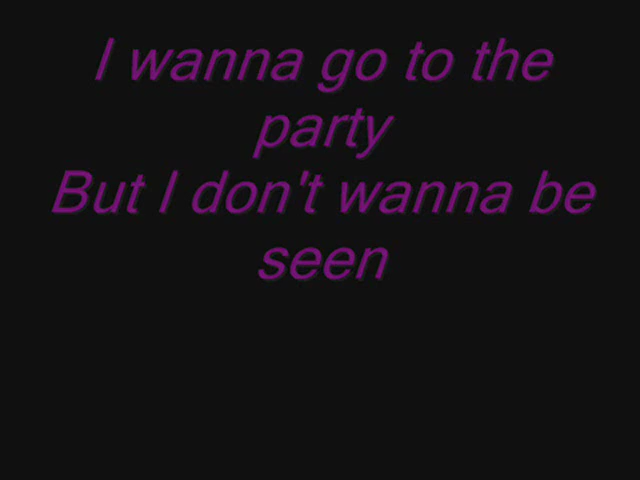 I wanna go to the
party
But I don't wanna be
seen